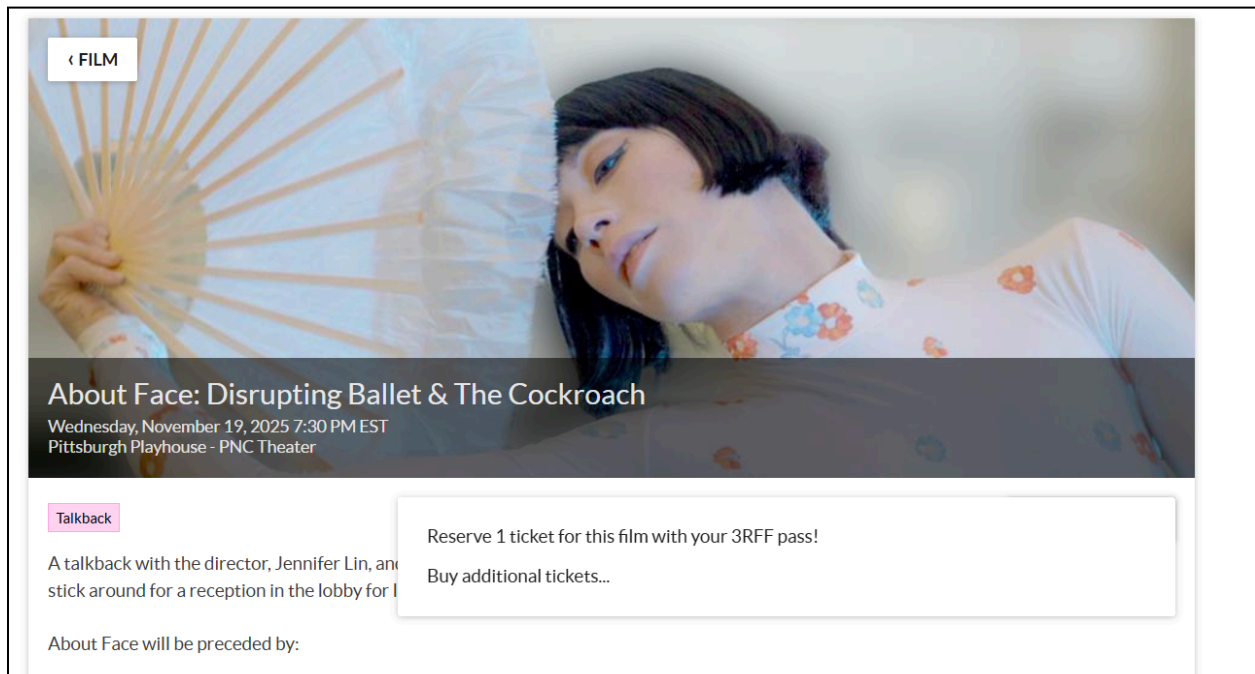 ‹ FILM
About Face: Disrupting Ballet & The Cockroach
Wednesday, November 19, 2025 7:30 PM EST
Pittsburgh Playhouse - PNC Theater
Talkback
A talkback with the director, Jennifer Lin, and
stick around for a reception in the lobby for
Reserve 1 ticket for this film with your 3RFF pass!
Buy additional tickets...
About Face will be preceded by: